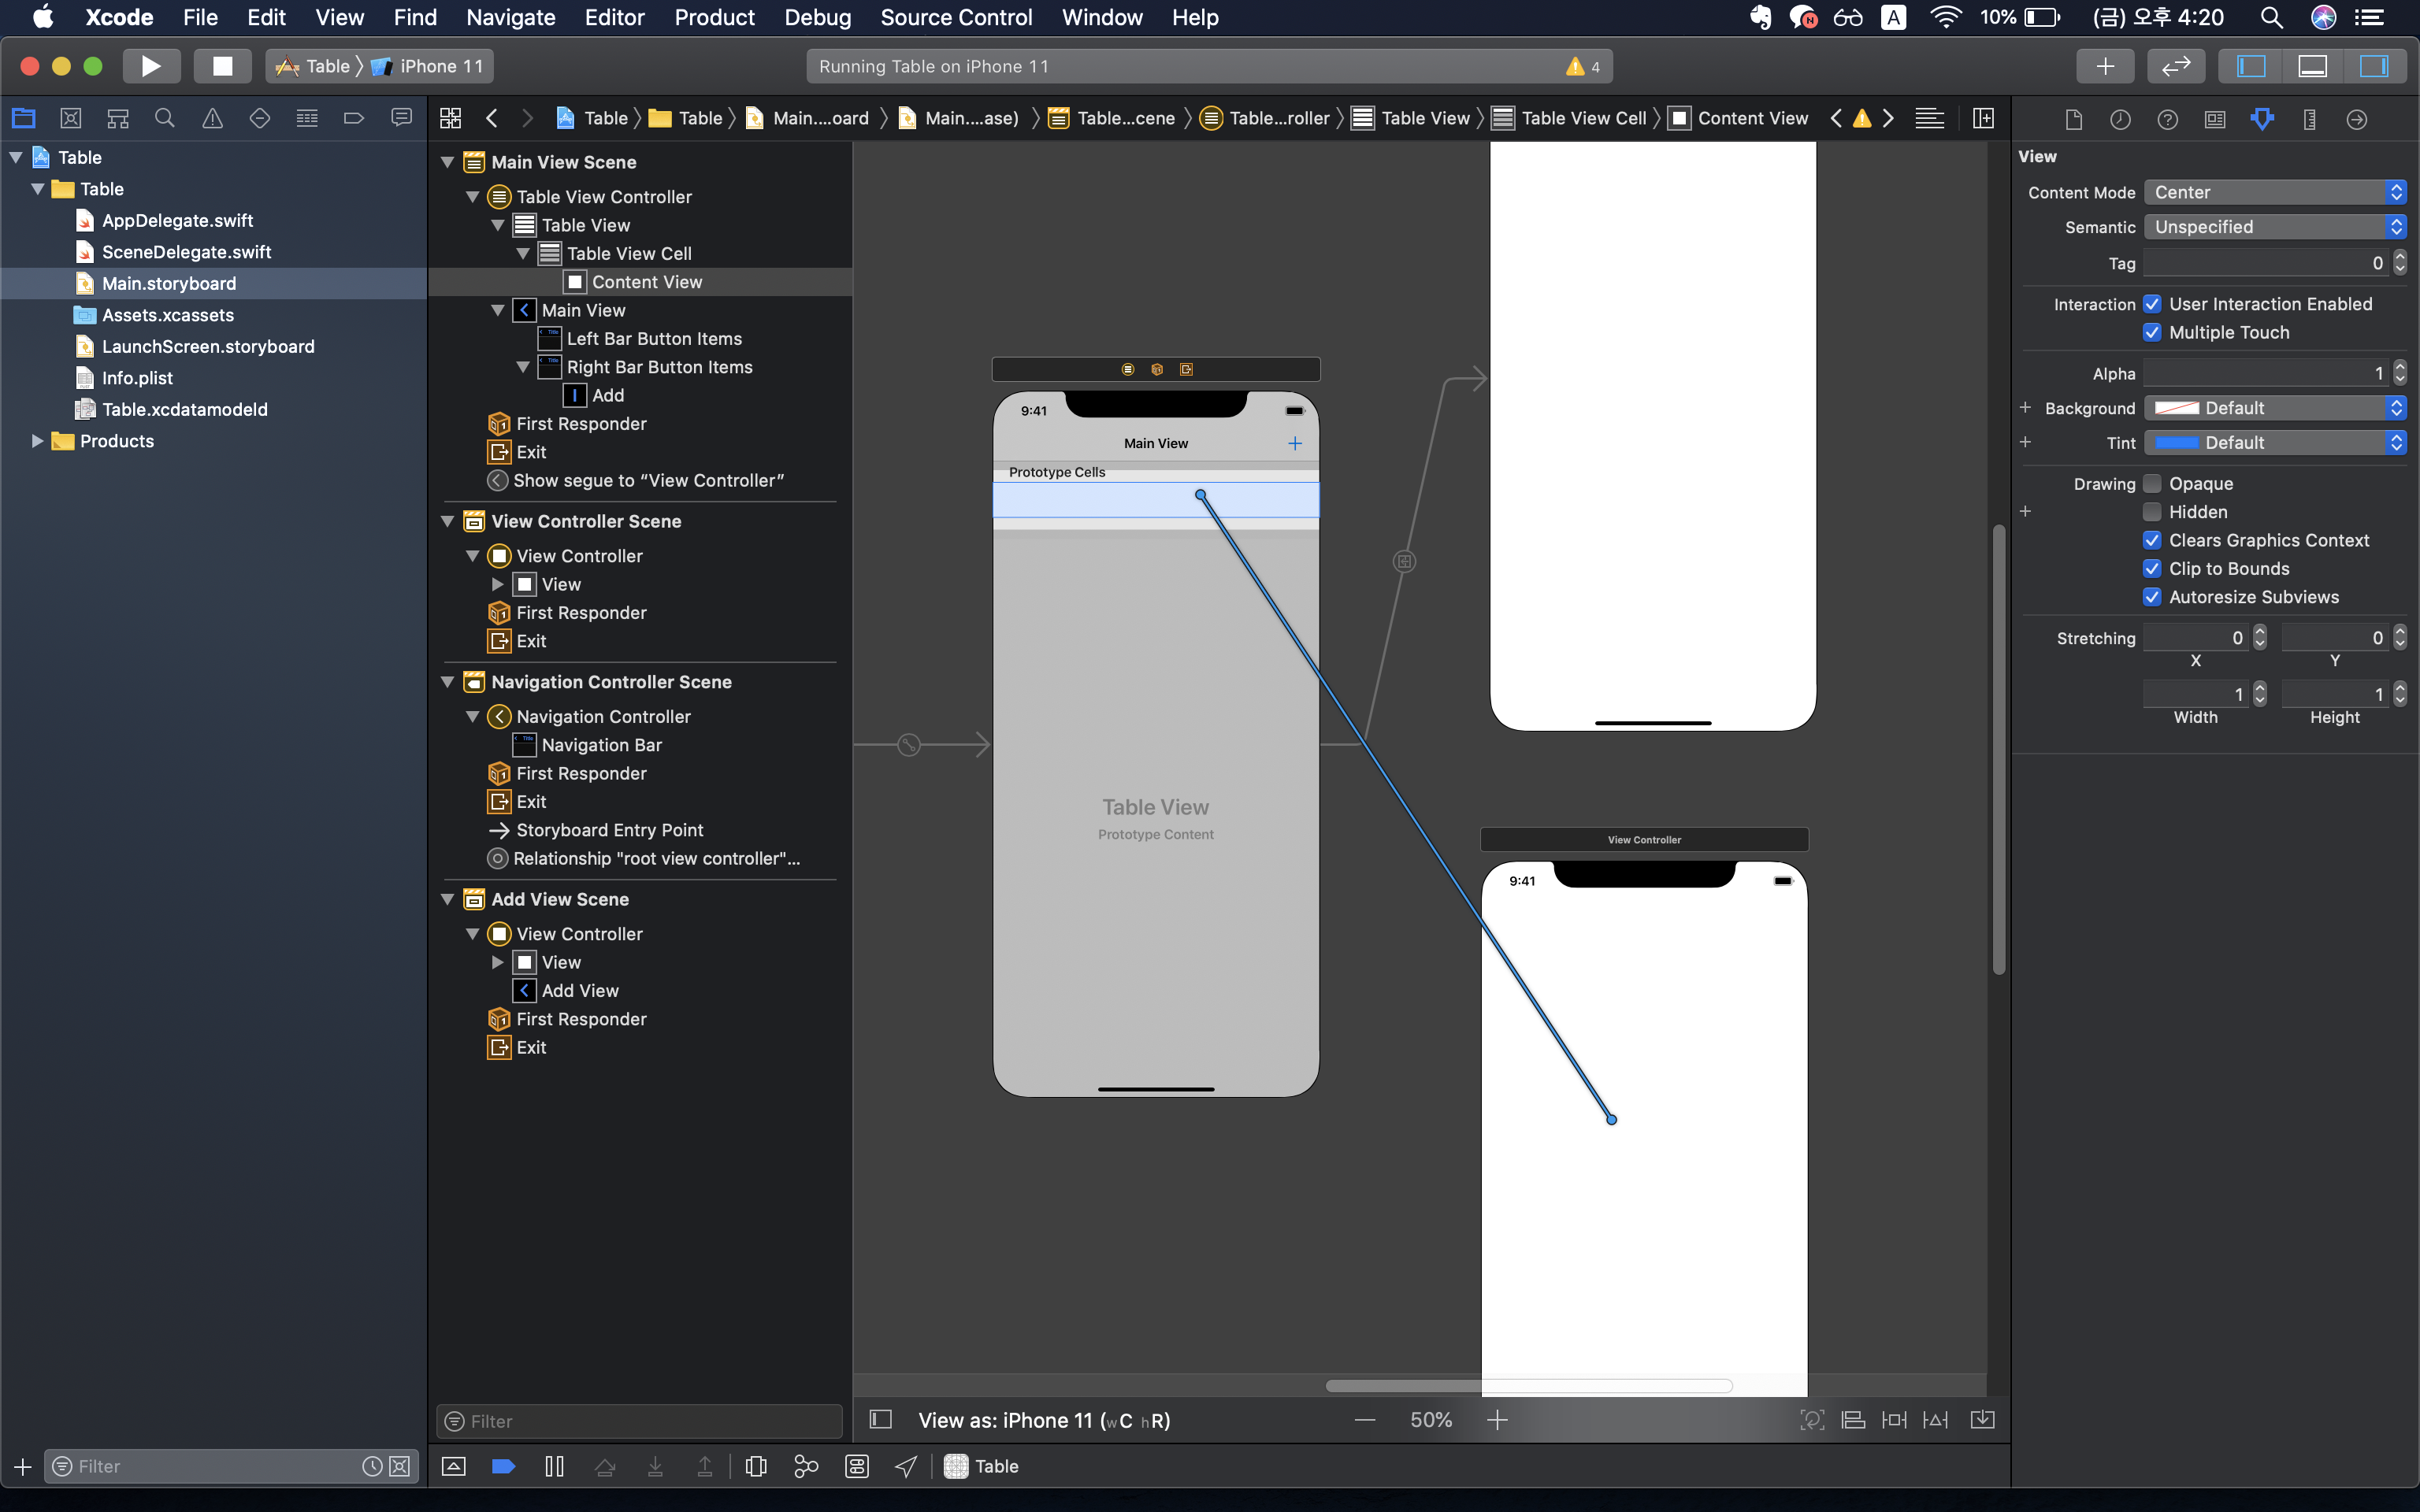 Xcode File Edit View Find Navigate Editor Product Debug Source Control Window Help N A 10% (금) 오후 4:20
Table 〉 iPhone 11
Running Table on iPhone 11
4
Table 〉 Table 〉 Main....oard 〉 Main....ase) 〉 Table...cene 〉 Table...roller 〉 Table View 〉 Table View Cell 〉 Content View
Table
Table
AppDelegate.swift
SceneDelegate.swift
Main.storyboard
Assets.xcassets
LaunchScreen.storyboard
Info.plist
Table.xcdatamodeld
Products
Filter
Main View Scene
Table View Controller
Table View
Table View Cell
Content View
Main View
Left Bar Button Items
Right Bar Button Items
Add
First Responder
Exit
Show segue to “View Controller”
View Controller Scene
View Controller
View
First Responder
Exit
Navigation Controller Scene
Navigation Controller
Navigation Bar
First Responder
Exit
Storyboard Entry Point
Relationship "root view controller"...
Add View Scene
View Controller
View
Add View
First Responder
Exit
Filter
9:41
Main View +
Prototype Cells
Table View
Prototype Content
View Controller
9:41
View as: iPhone 11 (wC hR)
— 50% +
Table
View
Content Mode Center
Semantic Unspecified
Tag 0
Interaction User Interaction Enabled
Multiple Touch
Alpha 1
+ Background Default
+ Tint Default
Drawing Opaque
+ Hidden
Clears Graphics Context
Clip to Bounds
Autoresize Subviews
Stretching 0 0
X Y
1 1
Width Height